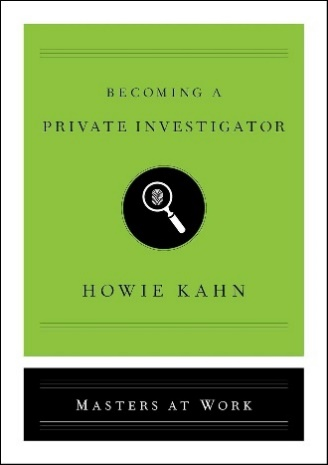 BECOMING A
PRIVATE INVESTIGATOR
HOWIE KAHN
MASTERS AT WORK